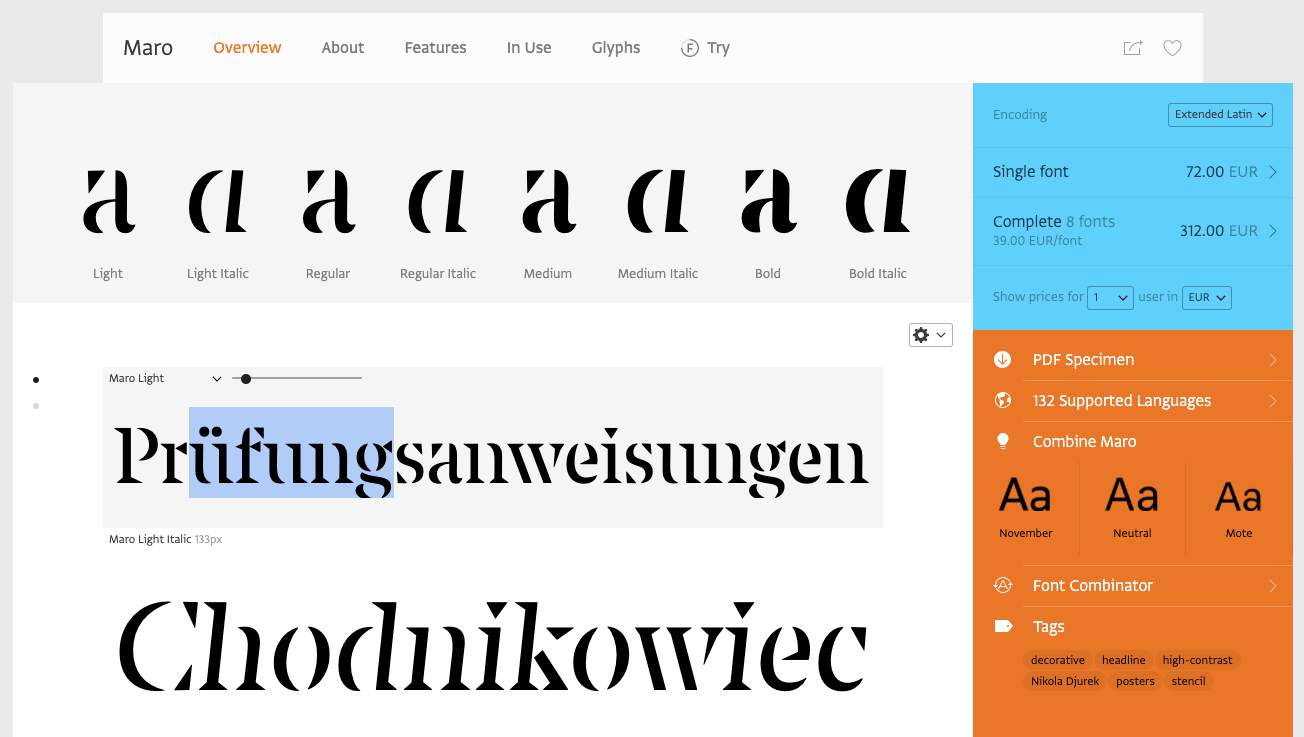 Maro Overview About Features In Use Glyphs F Try
a a a a a a a a
Light Light Italic Regular Regular Italic Medium Medium Italic Bold Bold Italic
Maro Light
Prüfungsanweisungen
Maro Light Italic 133px
Chodnikowiec
Encoding Extended Latin
Single font 72.00 EUR
Complete 8 fonts 312.00 EUR
39.00 EUR/font
Show prices for 1 user in EUR
PDF Specimen
132 Supported Languages
Combine Maro
Aa Aa Aa
November Neutral Mote
A Font Combinator
Tags
decorative headline high-contrast
Nikola Djurek posters stencil